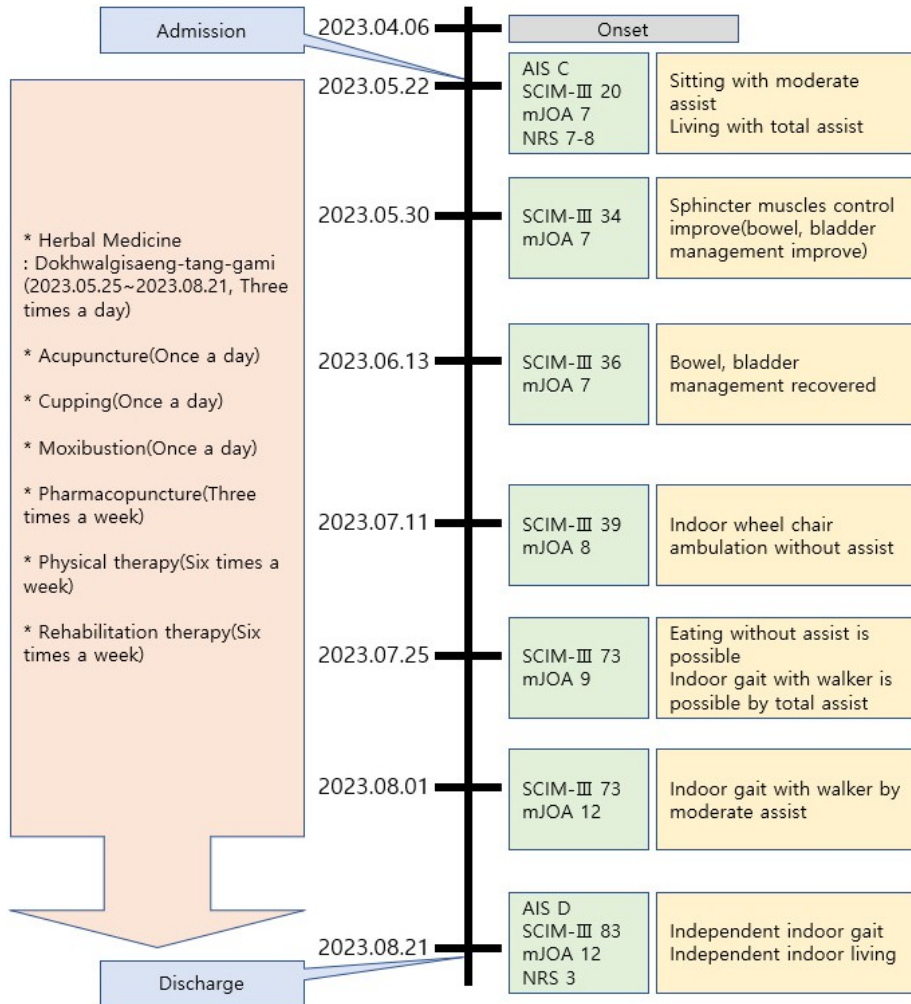 Admission
2023.04.06
Onset
2023.05.22
AIS C
SCIM-Ⅲ 20
mJOA 7
NRS 7-8
Sitting with moderate
assist
Living with total assist
2023.05.30
SCIM-Ⅲ 34
mJOA 7
Sphincter muscles control
improve(bowel, bladder
management improve)
* Herbal Medicine
: Dokhwalgisaeng-tang-gami
(2023.05.25~2023.08.21, Three
times a day)
* Acupuncture(Once a day)
* Cupping(Once a day)
* Moxibustion(Once a day)
* Pharmacopuncture(Three
times a week)
* Physical therapy(Six times a
week)
* Rehabilitation therapy(Six
times a week)
2023.06.13
SCIM-Ⅲ 36
mJOA 7
Bowel, bladder
management recovered
2023.07.11
SCIM-Ⅲ 39
mJOA 8
Indoor wheel chair
ambulation without assist
2023.07.25
SCIM-Ⅲ 73
mJOA 9
Eating without assist is
possible
Indoor gait with walker is
possible by total assist
2023.08.01
SCIM-Ⅲ 73
mJOA 12
Indoor gait with walker by
moderate assist
2023.08.21
AIS D
SCIM-Ⅲ 83
mJOA 12
NRS 3
Independent indoor gait
Independent indoor living
Discharge